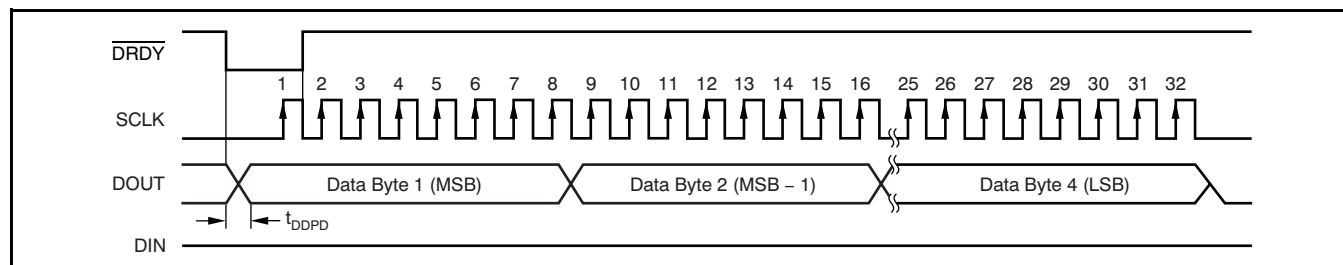 DRDY
1 2 3 4 5 6 7 8 9 10 11 12 13 14 15 16 25 26 27 28 29 30 31 32
SCLK
DOUT Data Byte 1 (MSB) Data Byte 2 (MSB − 1) Data Byte 4 (LSB)
tDDPD
DIN